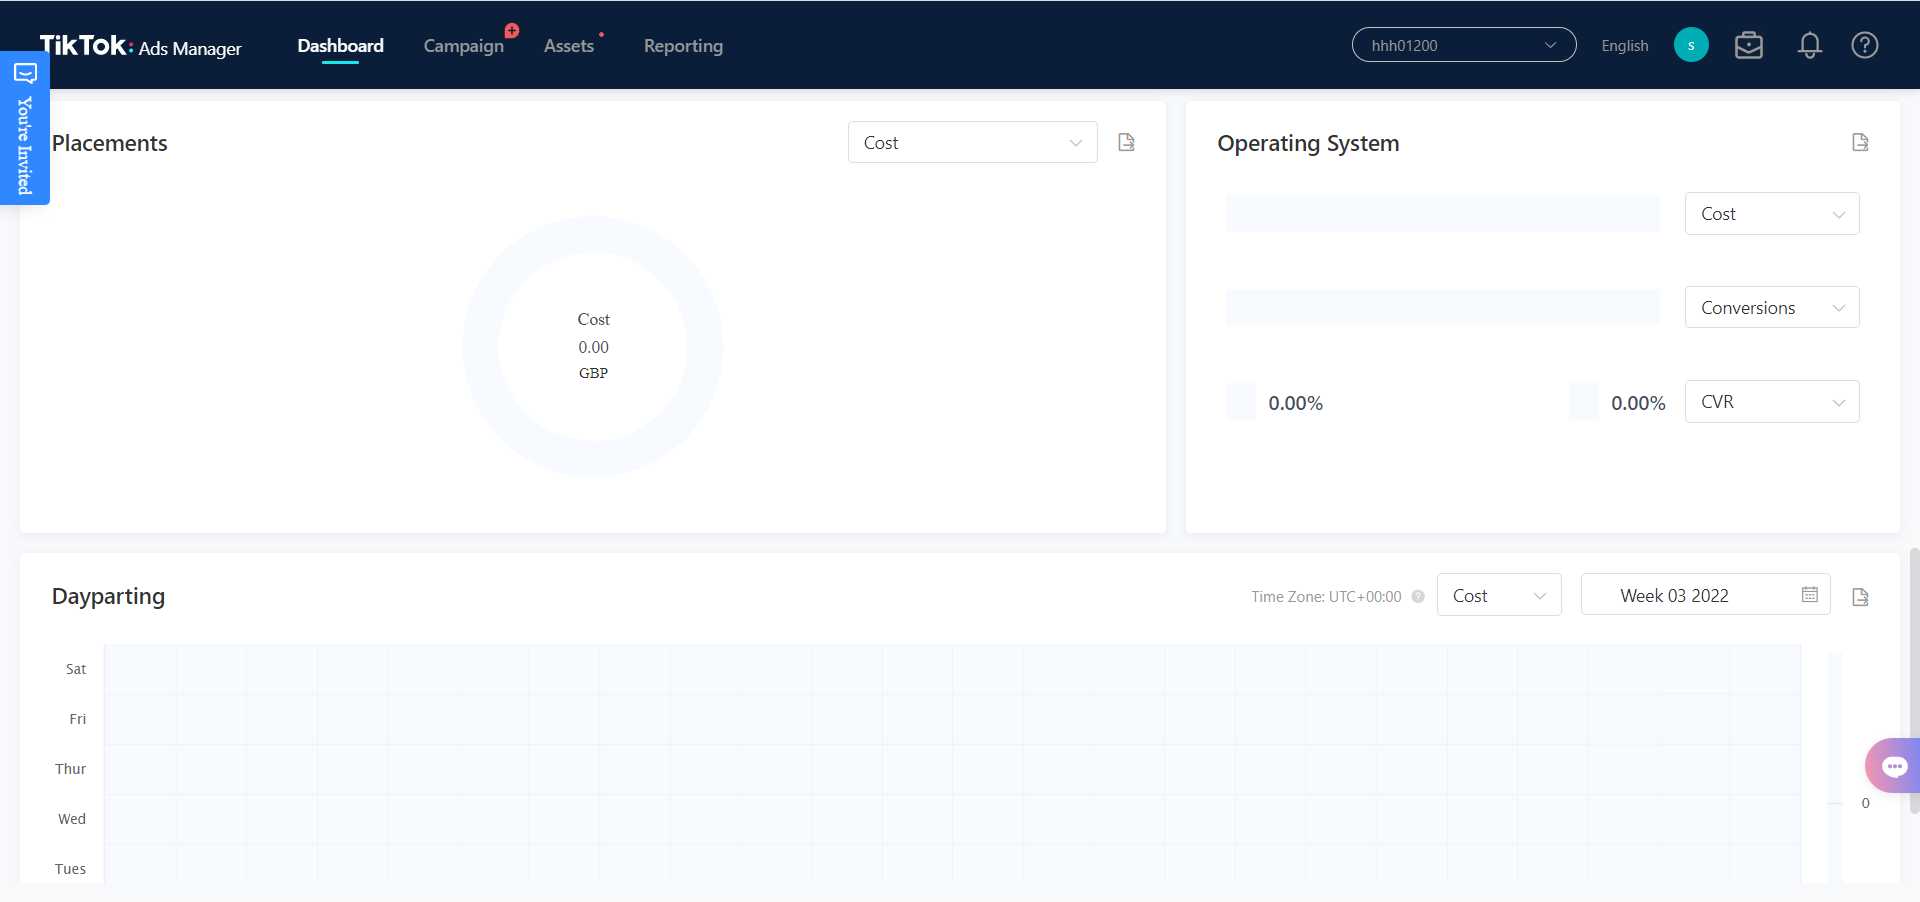 TikTok: Ads Manager
Dashboard
Campaign
Assets
Reporting
hhh01200
English
s
You're Invited
Placements
Cost
Cost
0.00
GBP
Operating System
Cost
Conversions
0.00%
0.00%
CVR
Dayparting
Time Zone: UTC+00:00
Cost
Week 03 2022
Sat
Fri
Thur
Wed
Tues
0